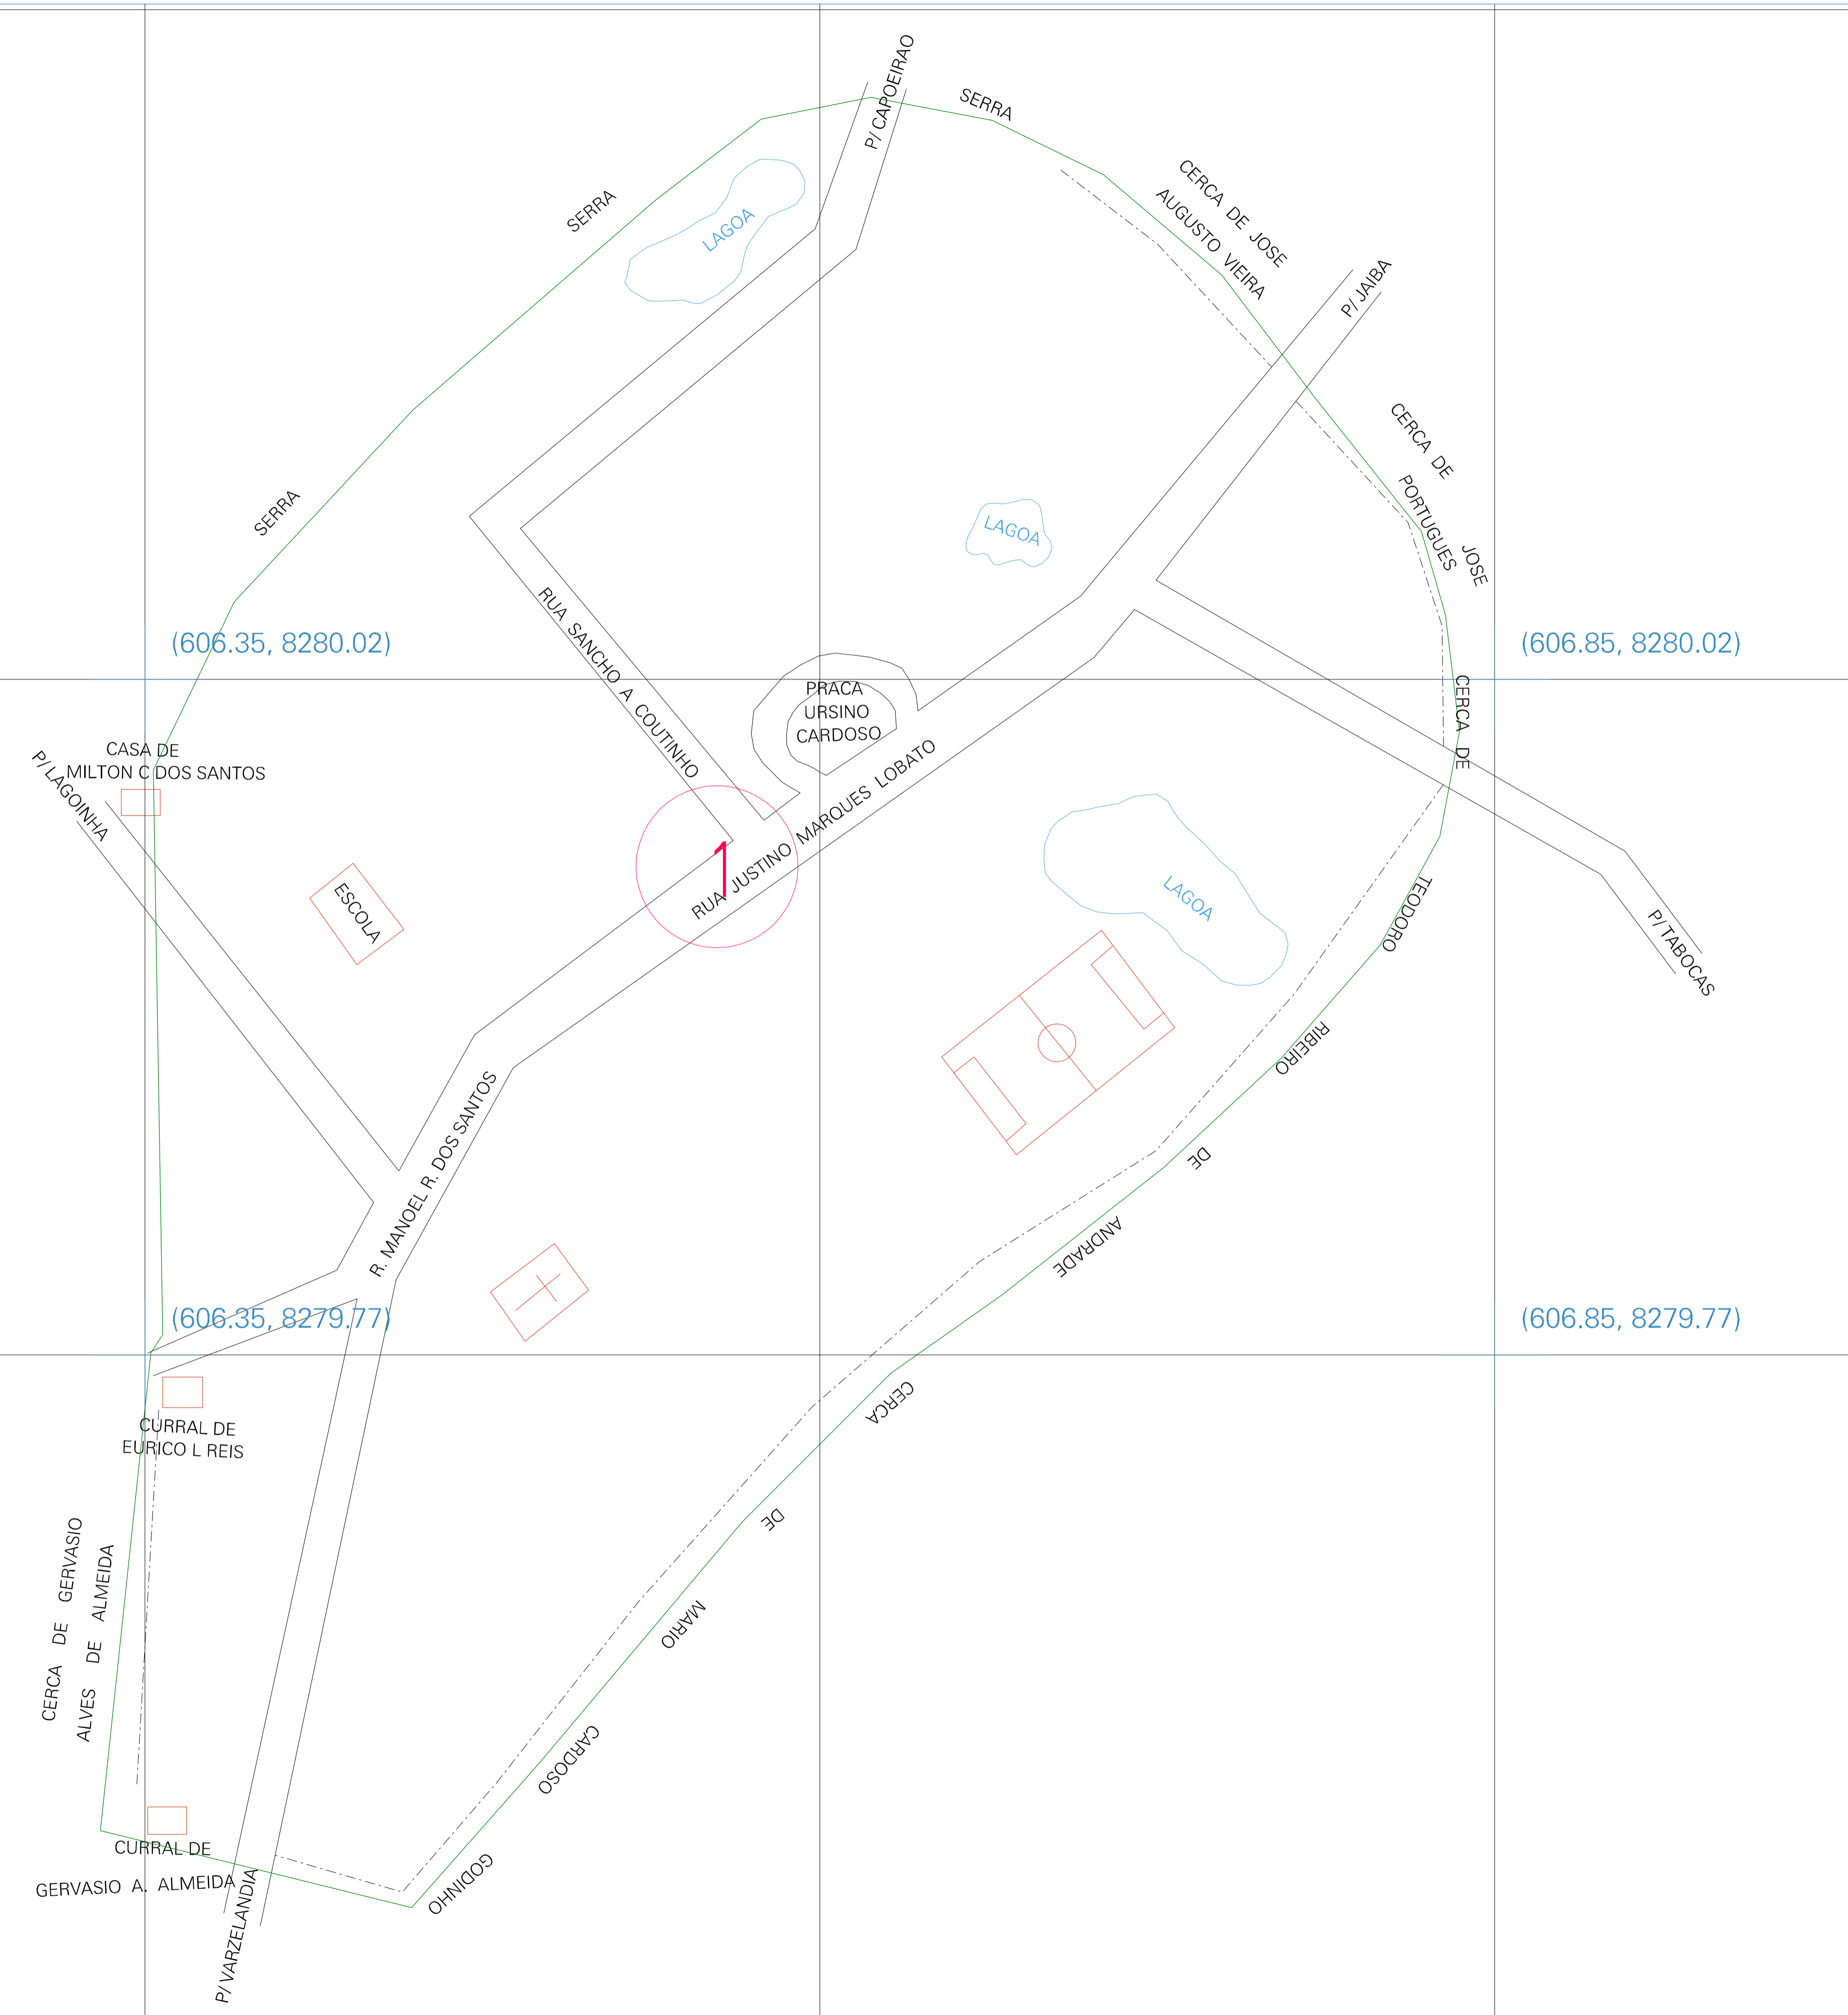 P/ CAPOEIRAO
SERRA
SERRA
CERCA DE JOSE
AUGUSTO VIEIRA
LAGOA
P/ JAIBA
CERCA DE JOSE
PORTUGUES
SERRA
LAGOA
RUA SANCHO A COUTINHO
(606.35, 8280.02)
(606.85, 8280.02)
PRACA
URSINO
CARDOSO
CASA DE
MILTON C DOS SANTOS
P/ LAGOINHA
RUA JUSTINO MARQUES LOBATO
1
ESCOLA
LAGOA
P/ TABOCAS
CERCA DE TEODORO RIBEIRO DE ANDRADE
R. MANOEL R. DOS SANTOS
(606.35, 8279.77)
(606.85, 8279.77)
CURRAL DE
EURICO L REIS
CERCA DE MARIO CARDOSO GODINHO
CERCA DE GERVASIO
ALVES DE ALMEIDA
CURRAL DE
GERVASIO A. ALMEIDA
P/ VARZELANDIA